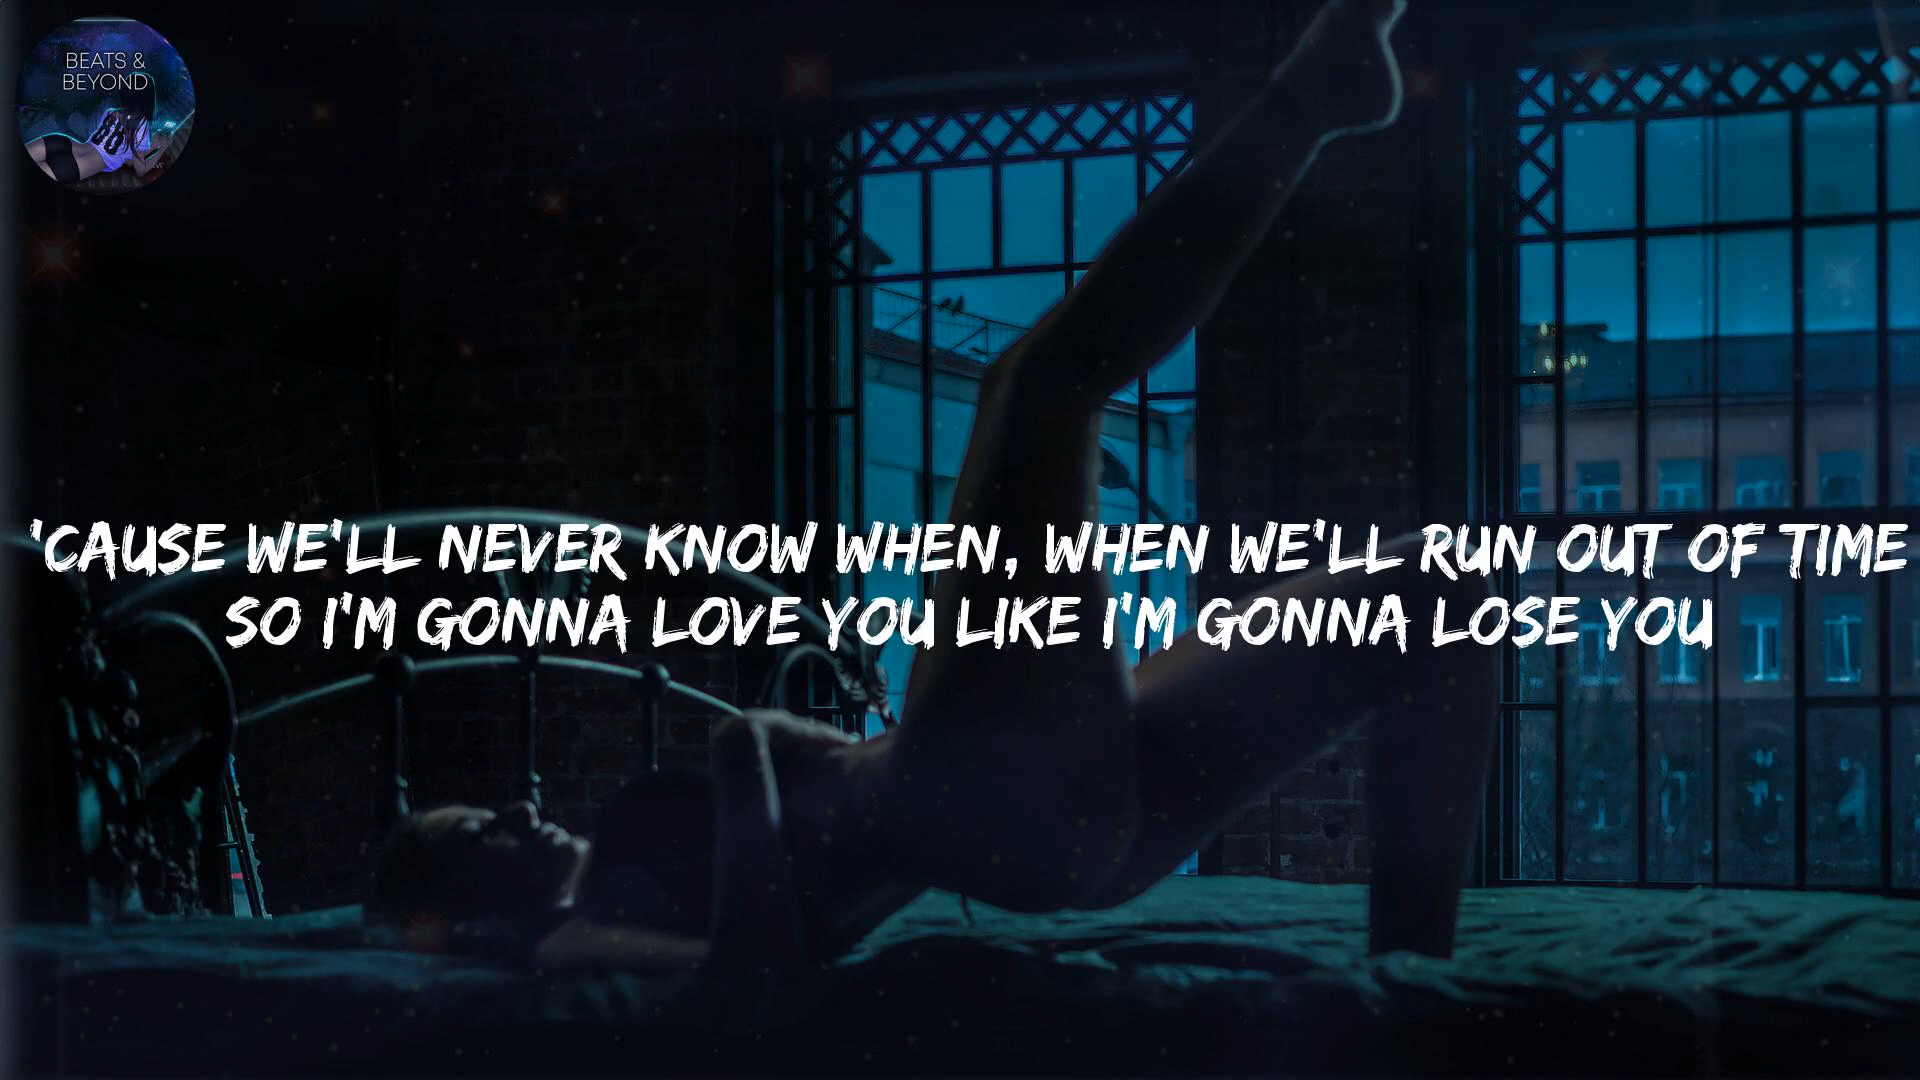 BEATS &
BEYOND
'CAUSE WE'LL NEVER KNOW WHEN, WHEN WE'LL RUN OUT OF TIME
SO I'M GONNA LOVE YOU LIKE I'M GONNA LOSE YOU